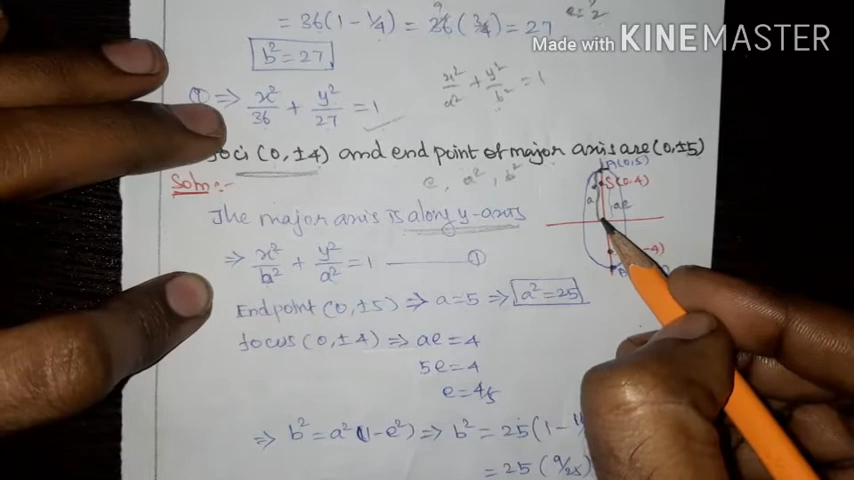 = 36(1 - 1/4) = 36(3/4) = 27
Made with KINEMASTER
b² = 27
x²/a² + y²/b² = 1
① ⇒ x²/36 + y²/27 = 1
foci (0, ±4) and end point of major axis are (0, ±5)
e, a², b²
A(0,5)
S(0,4)
a
ae
-4)
Soln:-
The major axis is along y-axis
⇒ x²/b² + y²/a² = 1 ——— ①
Endpoint (0, ±5) ⇒ a = 5 ⇒ a² = 25
focus (0, ±4) ⇒ ae = 4
5e = 4
e = 4/5
⇒ b² = a²(1-e²) ⇒ b² = 25(1 -
= 25(9/25)